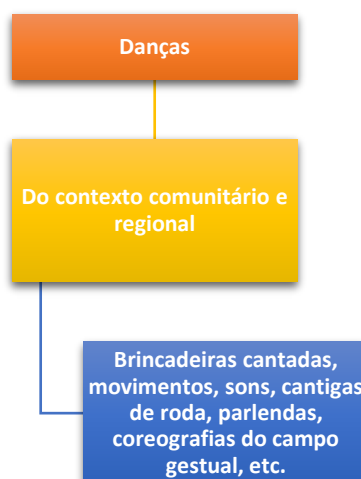 Danças
Do contexto comunitário e
regional
Brincadeiras cantadas,
movimentos, sons, cantigas
de roda, parlendas,
coreografias do campo
gestual, etc.